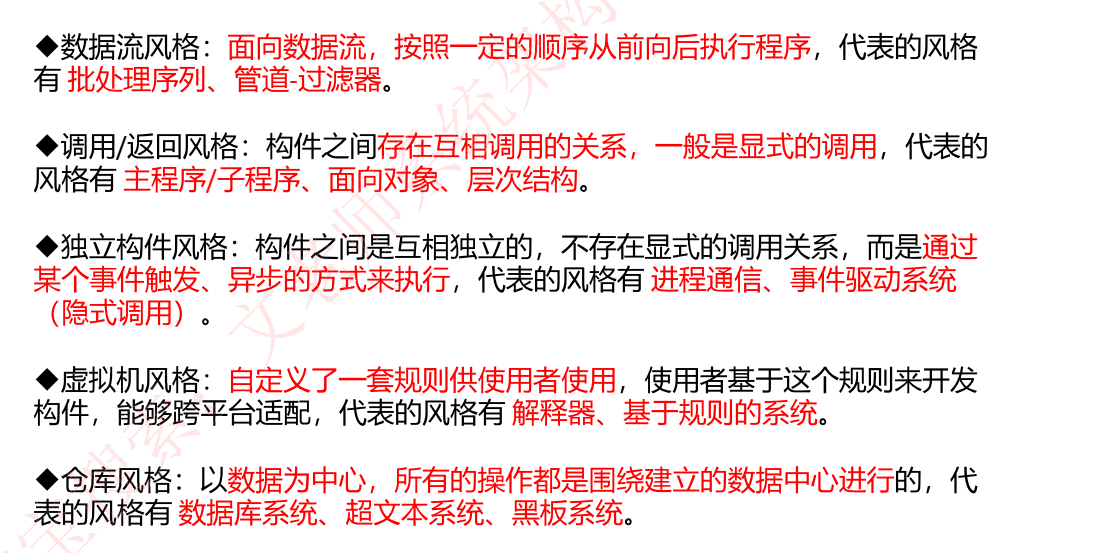 ◆数据流风格：面向数据流，按照一定的顺序从前向后执行程序，代表的风格
有 批处理序列、管道-过滤器。
◆调用/返回风格：构件之间存在互相调用的关系，一般是显式的调用，代表的
风格有 主程序/子程序、面向对象、层次结构。
◆独立构件风格：构件之间是互相独立的，不存在显式的调用关系，而是通过
某个事件触发、异步的方式来执行，代表的风格有 进程通信、事件驱动系统
（隐式调用）。
◆虚拟机风格：自定义了一套规则供使用者使用，使用者基于这个规则来开发
构件，能够跨平台适配，代表的风格有 解释器、基于规则的系统。
◆仓库风格：以数据为中心，所有的操作都是围绕建立的数据中心进行的，代
表的风格有 数据库系统、超文本系统、黑板系统。
宝搜索：文老师系统架构